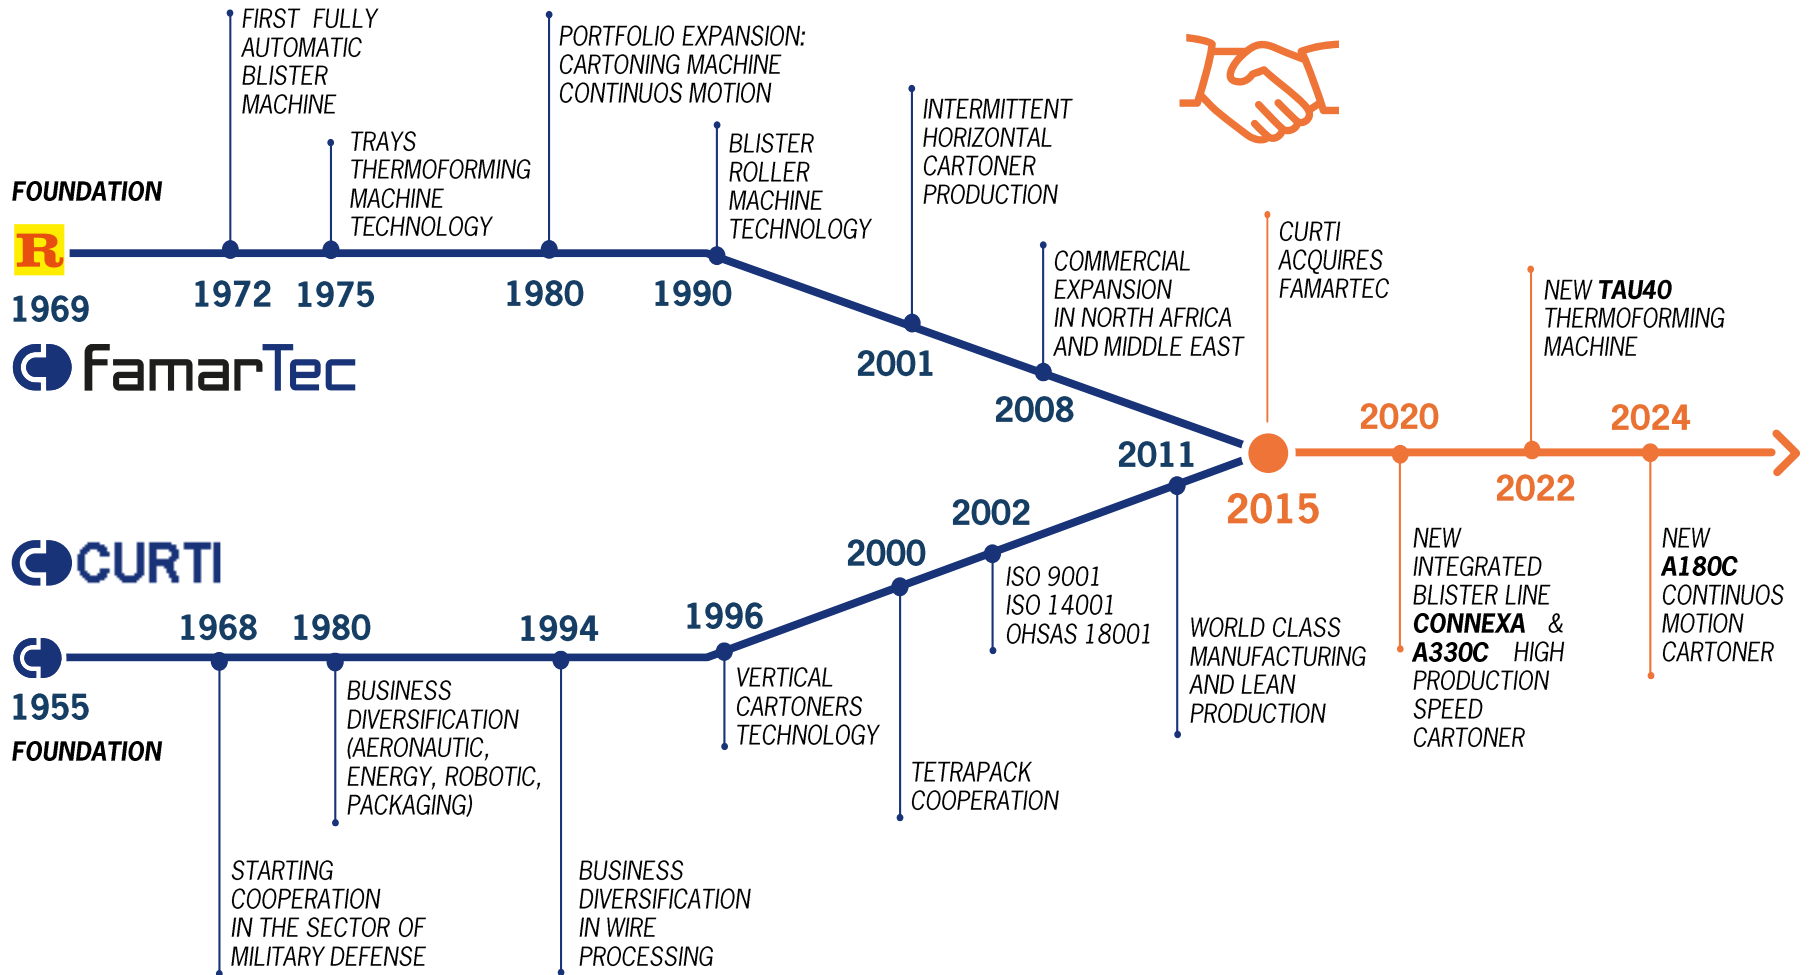 FIRST FULLY
AUTOMATIC
BLISTER
MACHINE
TRAYS
THERMOFORMING
MACHINE
TECHNOLOGY
PORTFOLIO EXPANSION:
CARTONING MACHINE
CONTINUOS MOTION
BLISTER
ROLLER
MACHINE
TECHNOLOGY
INTERMITTENT
HORIZONTAL
CARTONER
PRODUCTION
COMMERCIAL
EXPANSION
IN NORTH AFRICA
AND MIDDLE EAST
CURTI
ACQUIRES
FAMARTEC
NEW TAU40
THERMOFORMING
MACHINE
FOUNDATION
R
1969
1972
1975
1980
1990
2001
2008
FamarTec
2011
2015
2020
2022
2024
CURTI
1955
FOUNDATION
1968
1980
1994
1996
2000
2002
STARTING
COOPERATION
IN THE SECTOR OF
MILITARY DEFENSE
BUSINESS
DIVERSIFICATION
(AERONAUTIC,
ENERGY, ROBOTIC,
PACKAGING)
BUSINESS
DIVERSIFICATION
IN WIRE
PROCESSING
VERTICAL
CARTONERS
TECHNOLOGY
TETRAPACK
COOPERATION
ISO 9001
ISO 14001
OHSAS 18001
WORLD CLASS
MANUFACTURING
AND LEAN
PRODUCTION
NEW
INTEGRATED
BLISTER LINE
CONNEXA &
A330C HIGH
PRODUCTION
SPEED
CARTONER
NEW
A180C
CONTINUOS
MOTION
CARTONER